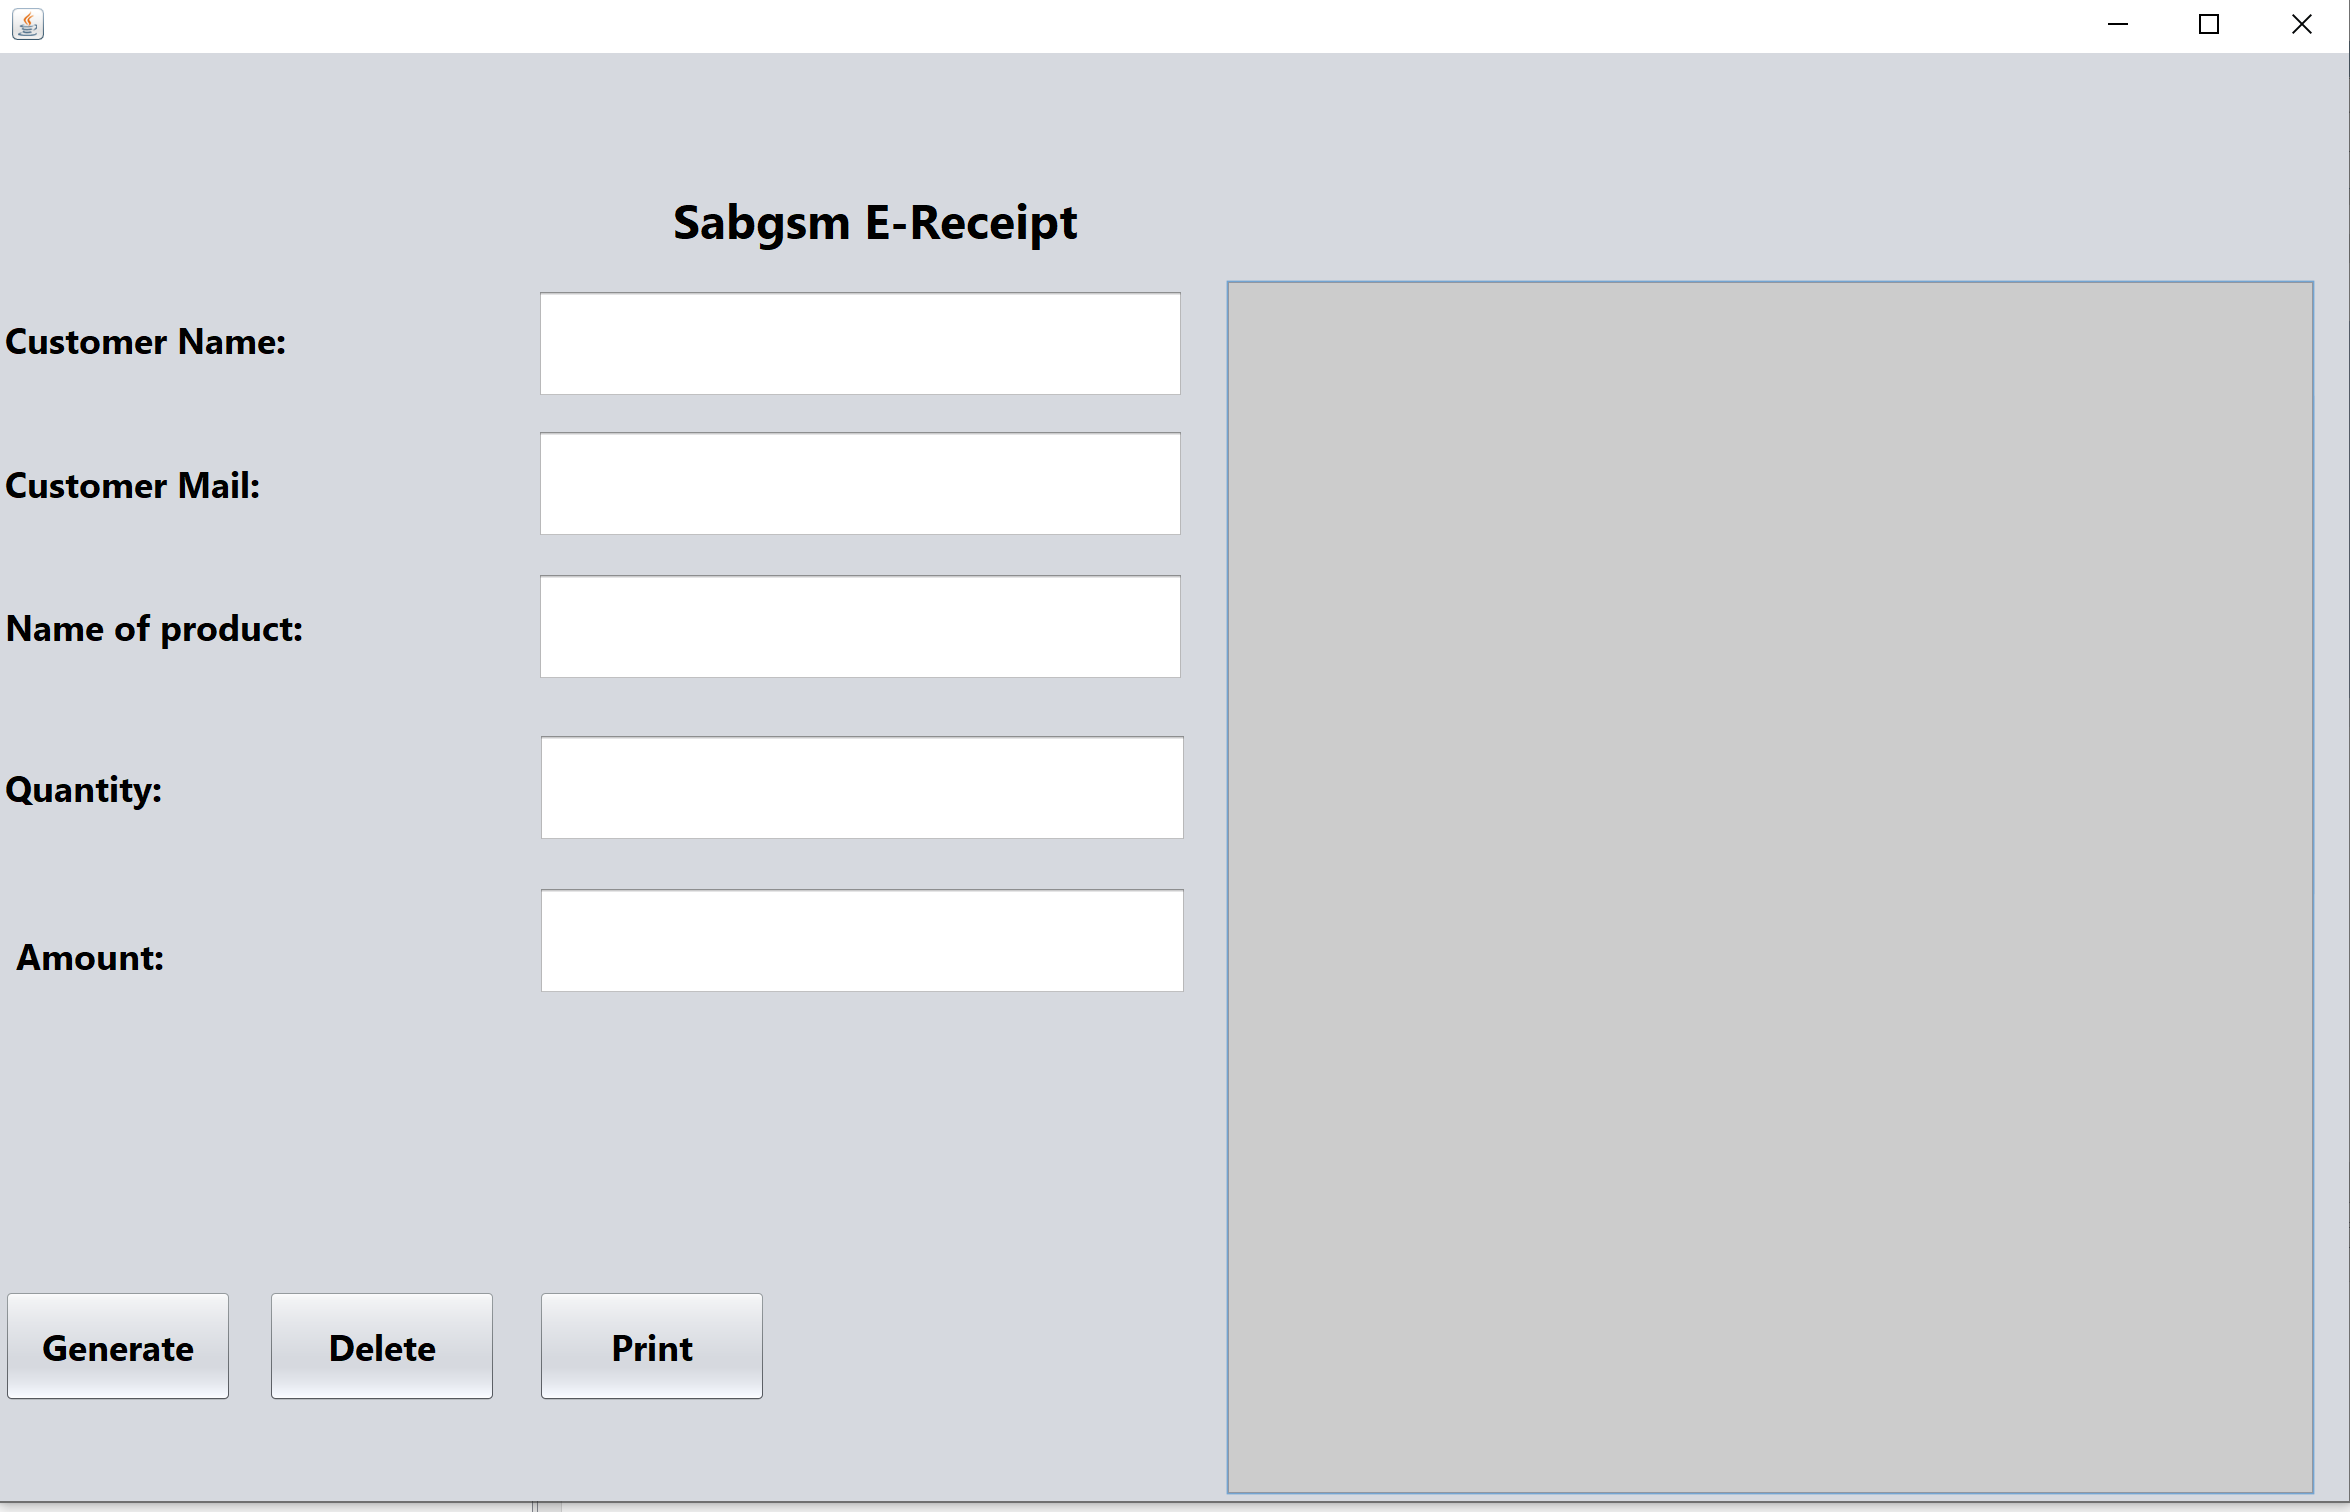 Sabgsm E-Receipt
Customer Name:
Customer Mail:
Name of product:
Quantity:
Amount:
Generate
Delete
Print